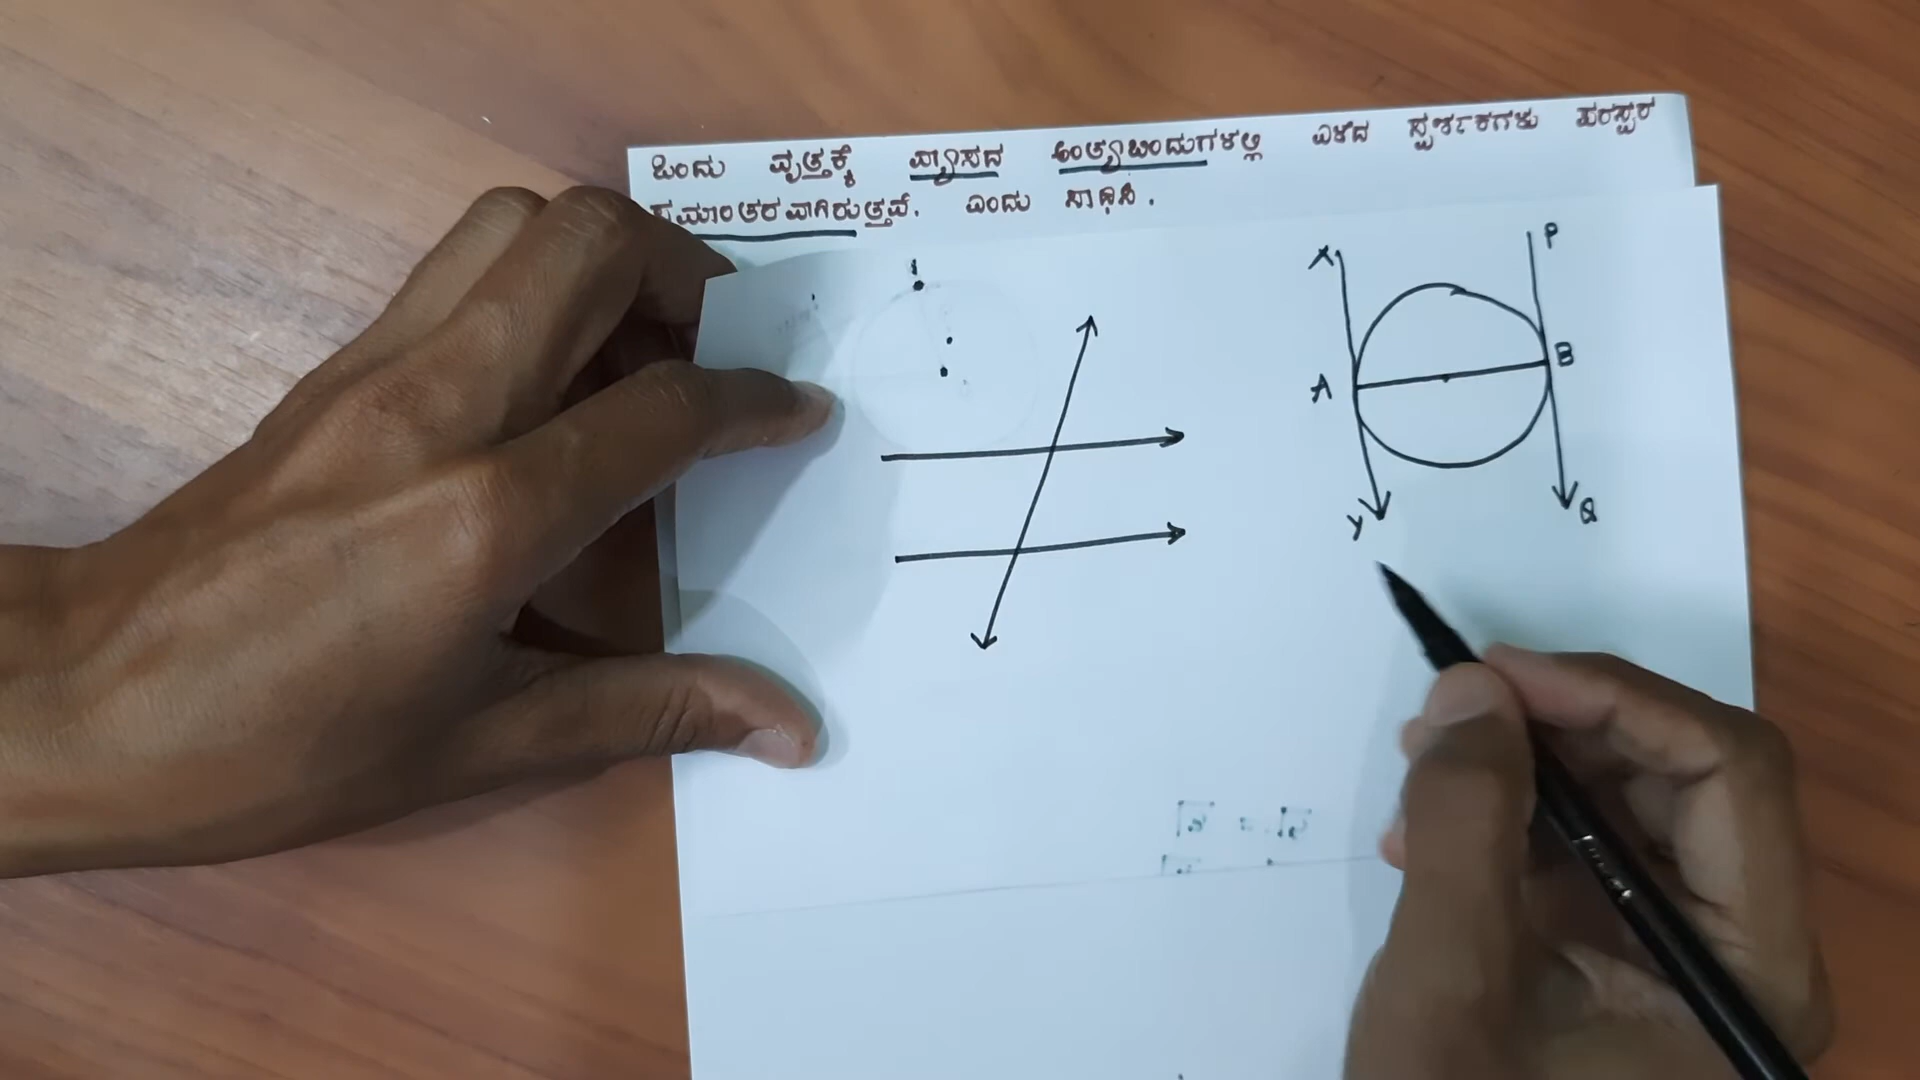 ಒಂದು ವೃತ್ತಕ್ಕೆ ವ್ಯಾಸದ ಅಂತ್ಯಬಿಂದುಗಳಲ್ಲಿ ಎಳೆದ ಸ್ಪರ್ಶಕಗಳು ಪರಸ್ಪರ
ಸಮಾಂತರವಾಗಿರುತ್ತವೆ. ಎಂದು ಸಾಧಿಸಿ.
X P
A B
Y Q